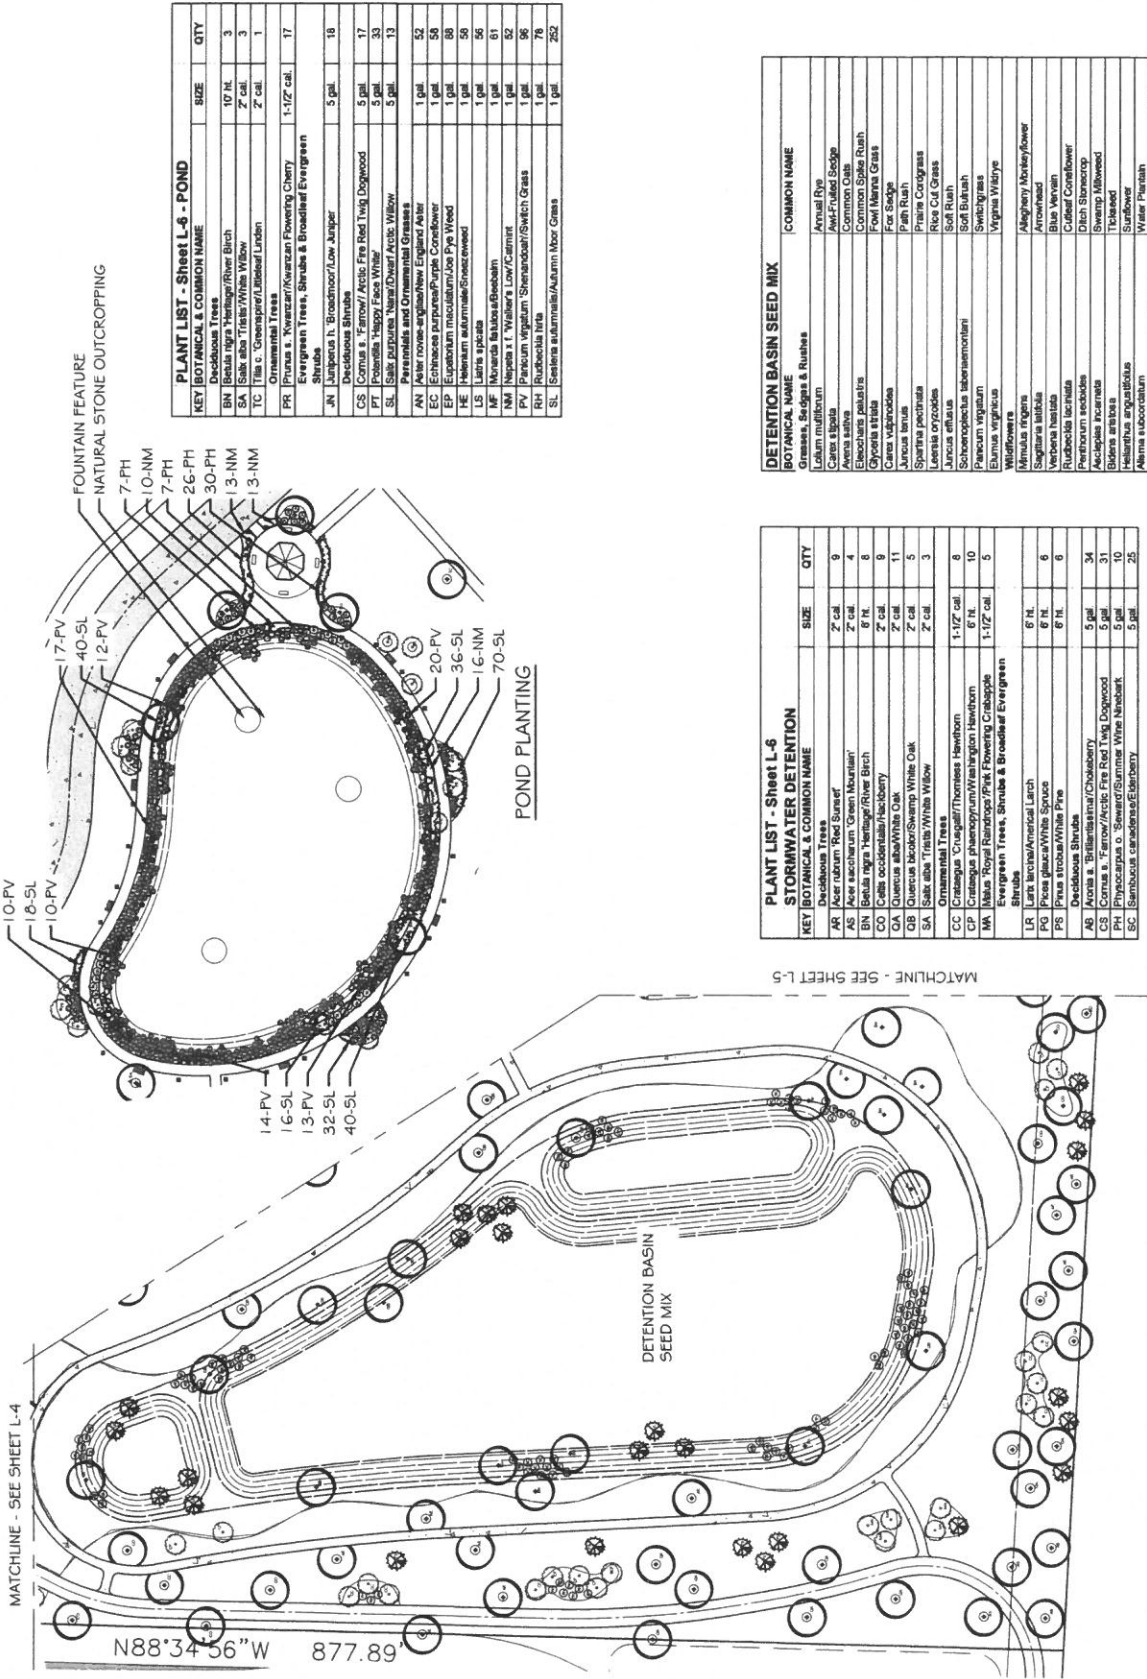 MATCHLINE - SEE SHEET L-4
N88°34'56"W 877.89'
DETENTION BASIN
SEED MIX
MATCHLINE - SEE SHEET L-5
10-PV
18-SL
10-PV
17-PV
40-SL
12-PV
FOUNTAIN FEATURE
NATURAL STONE OUTCROPPING
7-PH
10-NM
7-PH
26-PH
30-PH
13-NM
13-NM
14-PV
16-SL
13-PV
32-SL
40-SL
20-PV
36-SL
16-NM
70-SL
POND PLANTING
PLANT LIST - Sheet L-6 - POND
KEY BOTANICAL & COMMON NAME SIZE QTY
Deciduous Trees
BN Betula nigra 'Heritage'/River Birch 10' ht. 3
SA Salix alba 'Tristis'/White Willow 2" cal. 3
TC Tilia c. 'Greenspire'/Littleleaf Linden 2" cal. 1
Ornamental Trees
PR Prunus s. 'Kwanzan'/Kwanzan Flowering Cherry 1-1/2" cal. 17
Evergreen Trees, Shrubs & Broadleaf Evergreen
Shrubs
JN Juniperus h. 'Broadmoor'/Low Juniper 5 gal. 18
Deciduous Shrubs
CS Cornus s. 'Farrow'/ Arctic Fire Red Twig Dogwood 5 gal. 17
PT Potentilla 'Happy Face White' 5 gal. 33
SL Salix purpurea 'Nana'/Dwarf Arctic Willow 5 gal. 13
Perennials and Ornamental Grasses
AN Aster novae-angliae/New England Aster 1 gal. 52
EC Echinacea purpurea/Purple Coneflower 1 gal. 58
EP Eupatorium maculatum/Joe Pye Weed 1 gal. 88
HE Helenium autumnale/Sneezeweed 1 gal. 58
LS Liatris spicata 1 gal. 56
MF Monarda fistulosa/Beebalm 1 gal. 61
NM Nepeta x f. 'Walker's Low'/Catmint 1 gal. 52
PV Panicum virgatum 'Shenandoah'/Switch Grass 1 gal. 96
RH Rudbeckia hirta 1 gal. 78
SL Sesleria autumnalis/Autumn Moor Grass 1 gal. 252
PLANT LIST - Sheet L-6
STORMWATER DETENTION
KEY BOTANICAL & COMMON NAME SIZE QTY
Deciduous Trees
AR Acer rubrum 'Red Sunset' 2" cal. 9
AS Acer saccharum 'Green Mountain' 2" cal. 4
BN Betula nigra 'Heritage'/River Birch 8' ht. 8
CO Celtis occidentalis/Hackberry 2" cal. 9
QA Quercus alba/White Oak 2" cal. 11
QB Quercus bicolor/Swamp White Oak 2" cal. 5
SA Salix alba 'Tristis'/White Willow 2" cal. 3
Ornamental Trees
CC Crataegus 'Crusgalli'/Thornless Hawthorn 1-1/2" cal. 8
CP Crataegus phaenopyrum/Washington Hawthorn 6' ht. 10
MA Malus 'Royal Raindrops'/Pink Flowering Crabapple 1-1/2" cal. 5
Evergreen Trees, Shrubs & Broadleaf Evergreen
Shrubs
LR Larix laricina/Americal Larch 6' ht.
PG Picea glauca/White Spruce 6' ht. 6
PS Pinus strobus/White Pine 6' ht. 6
Deciduous Shrubs
AB Aronia a. 'Brilliantissima'/Chokeberry 5 gal. 34
CS Cornus s. 'Farrow'/Arctic Fire Red Twig Dogwood 5 gal. 31
PH Physocarpus o. 'Seward'/Summer Wine Ninebark 5 gal. 10
SC Sambucus canadense/Elderberry 5 gal. 25
DETENTION BASIN SEED MIX
BOTANICAL NAME COMMON NAME
Grasses, Sedges & Rushes
Lolium multiflorum Annual Rye
Carex stipata Awl-Fruited Sedge
Avena sativa Common Oats
Eleocharis palustris Common Spike Rush
Glyceria striata Fowl Manna Grass
Carex vulpinoidea Fox Sedge
Juncus tenuis Path Rush
Spartina pectinata Prairie Cordgrass
Leersia oryzoides Rice Cut Grass
Juncus effusus Soft Rush
Schoenoplectus tabernaemontani Soft Bulrush
Panicum virgatum Switchgrass
Elumus virginicus Virginia Wildrye
Wildflowers
Mimulus ringens Allegheny Monkeyflower
Sagittaria latifolia Arrowhead
Verbena hastata Blue Vervain
Rudbeckia laciniata Cutleaf Coneflower
Penthorum sedoides Ditch Stonecrop
Asclepias incarnata Swamp Milkweed
Bidens aristosa Tickseed
Helianthus angustifolius Sunflower
Alisma subcordatum Water Plantain